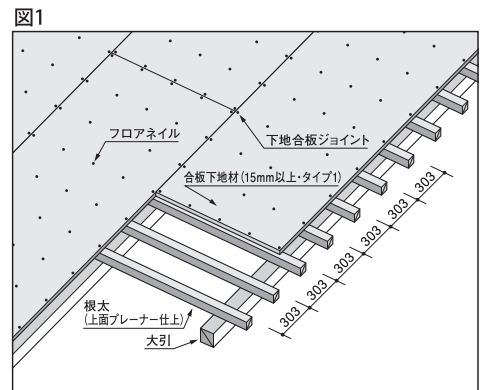 図1
フロアネイル
下地合板ジョイント
合板下地材(15mm以上・タイプ1)
303
303
303
303
303
303
根太
(上面プレーナー仕上)
大引